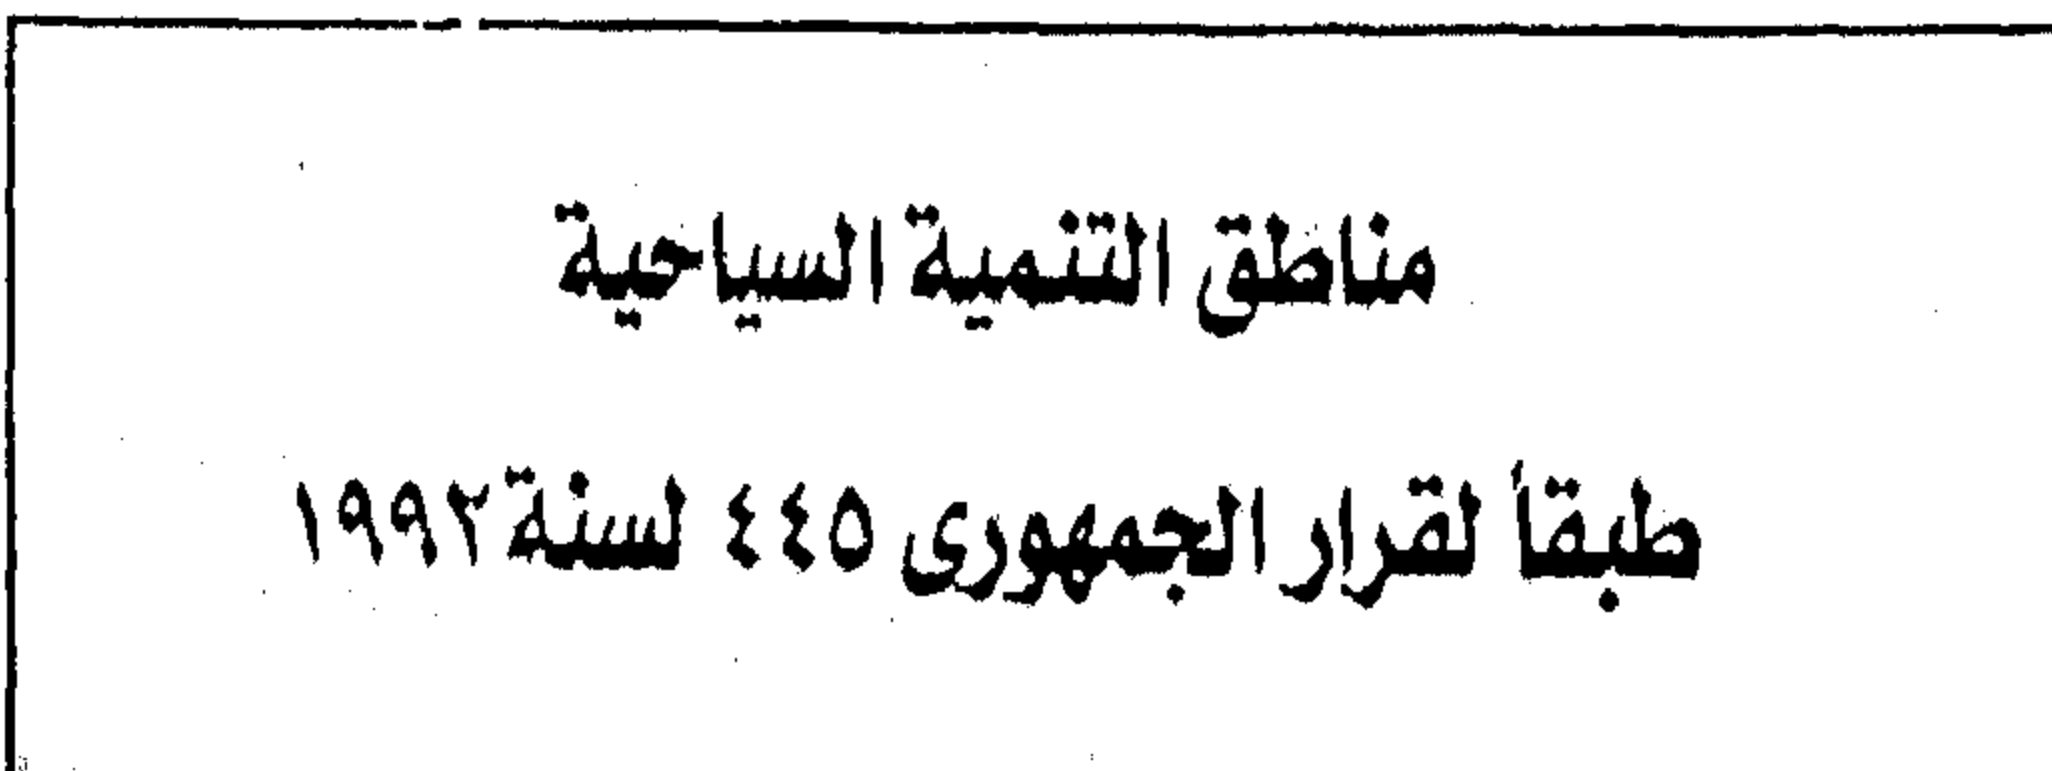 مناطق التنمية السياحية
طبقاً لقرار الجمهورى ٤٤٥ لسنة ١٩٩٢